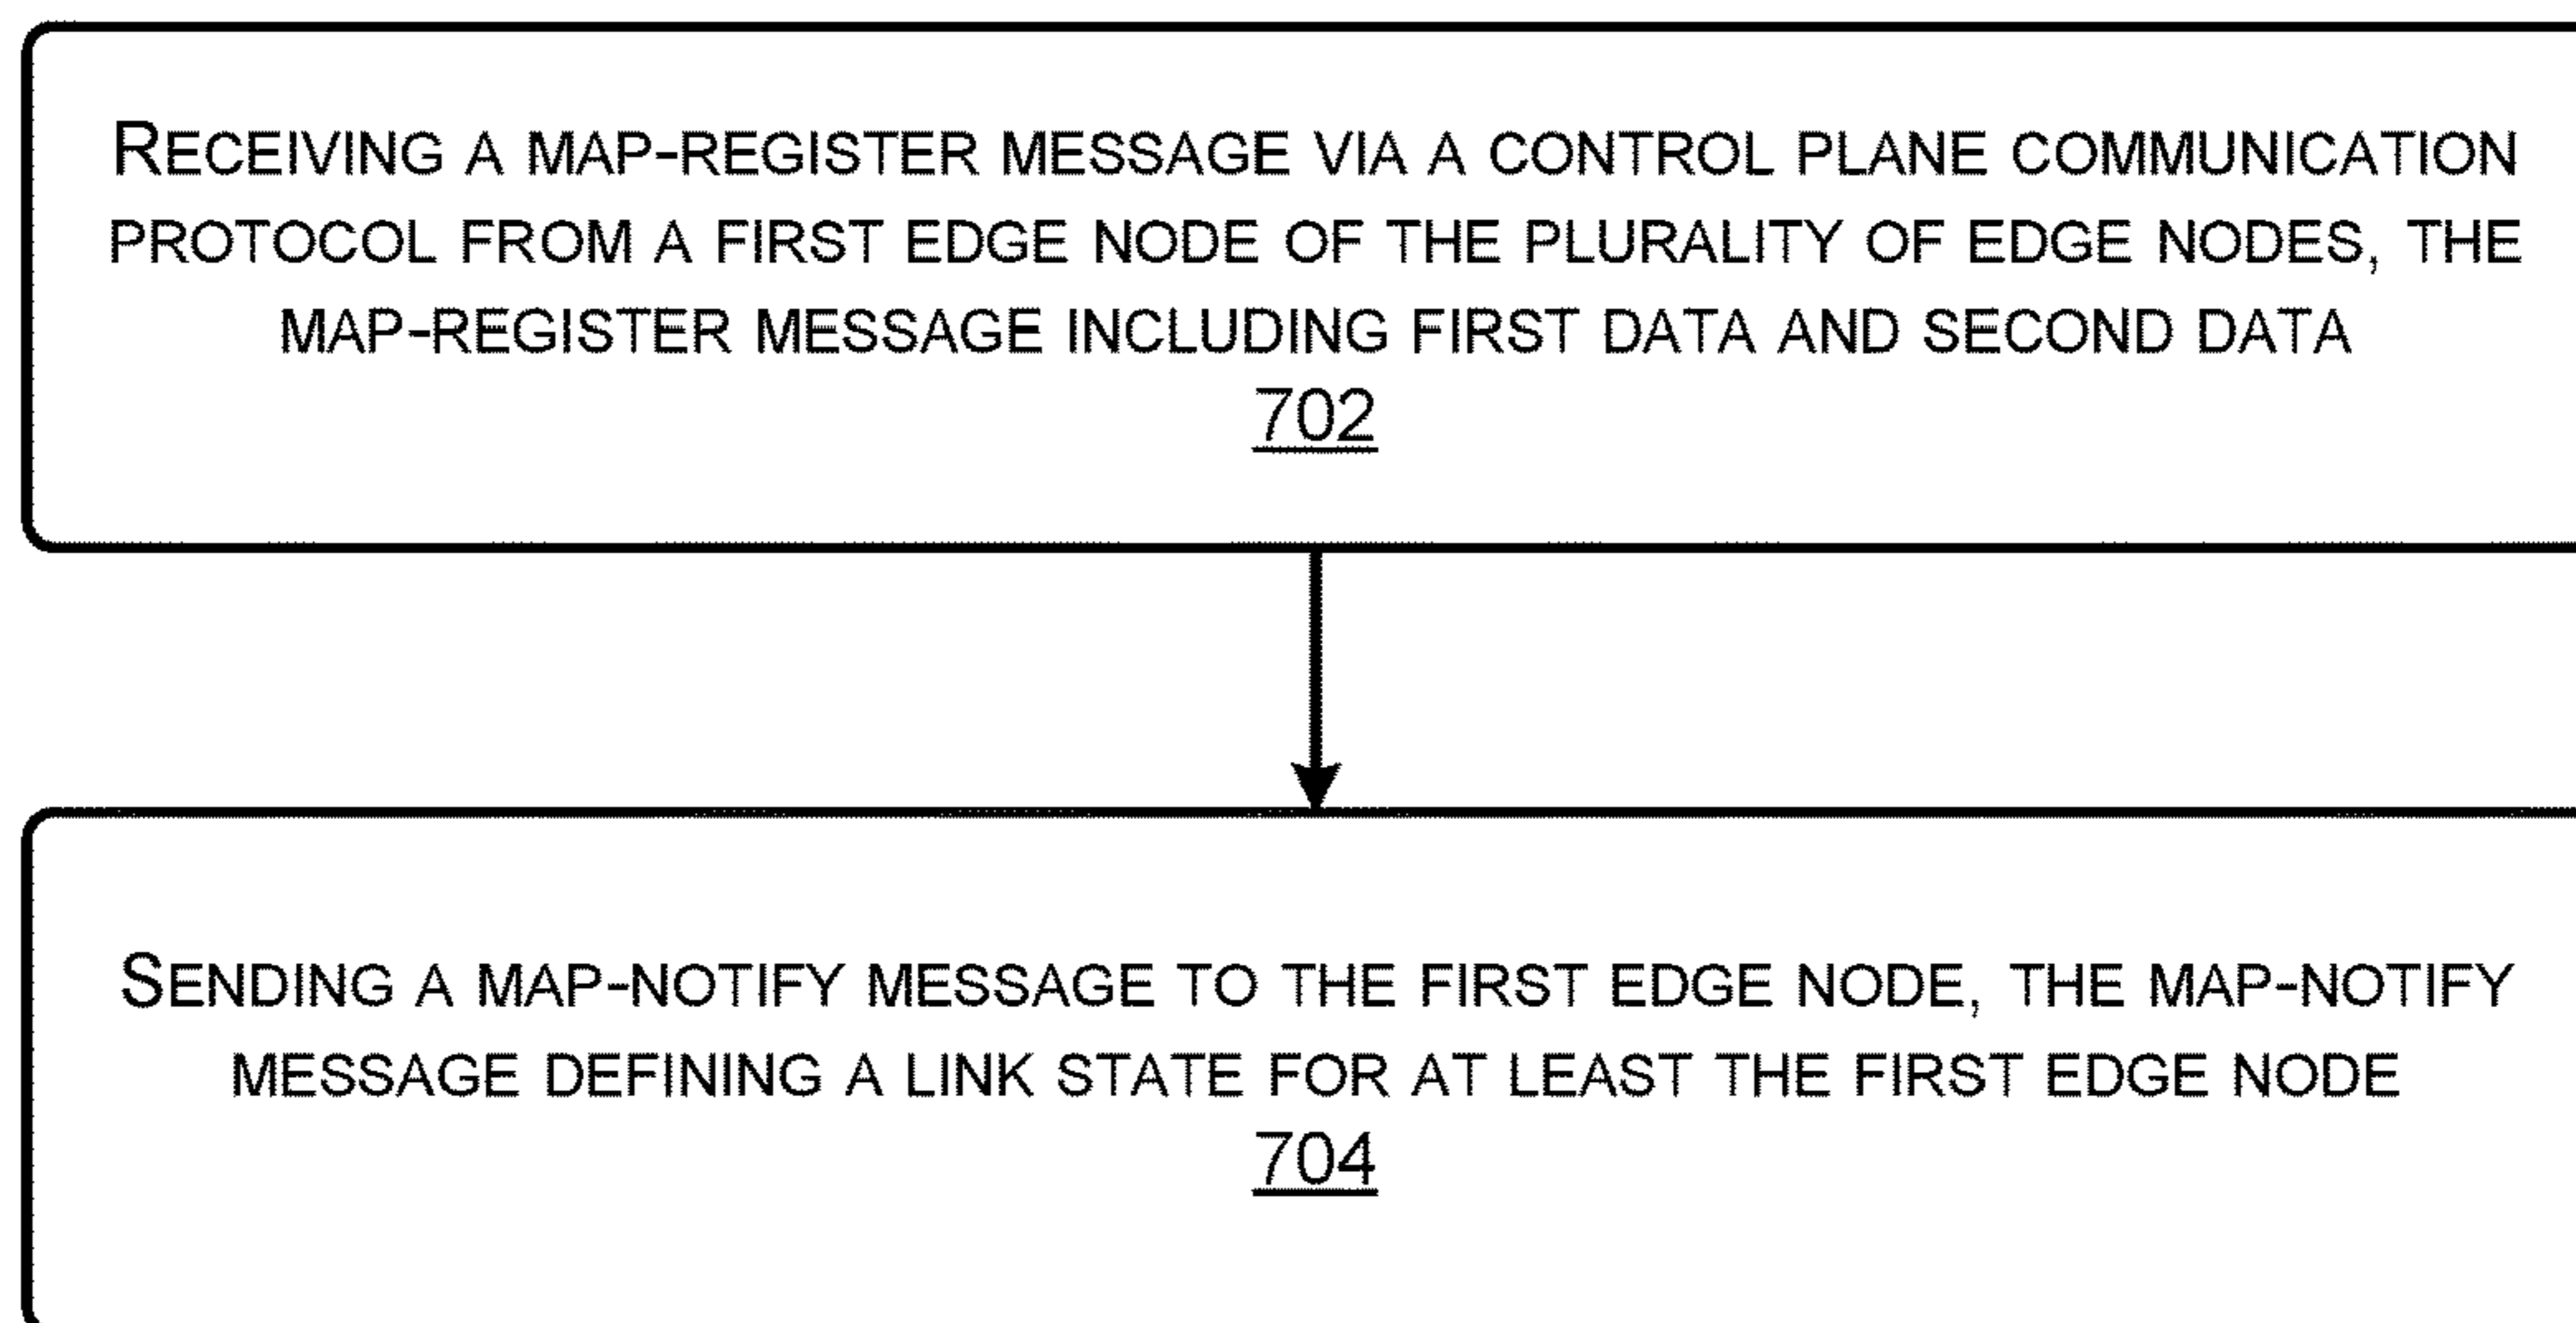 RECEIVING A MAP-REGISTER MESSAGE VIA A CONTROL PLANE COMMUNICATION
PROTOCOL FROM A FIRST EDGE NODE OF THE PLURALITY OF EDGE NODES, THE
MAP-REGISTER MESSAGE INCLUDING FIRST DATA AND SECOND DATA
702
SENDING A MAP-NOTIFY MESSAGE TO THE FIRST EDGE NODE, THE MAP-NOTIFY
MESSAGE DEFINING A LINK STATE FOR AT LEAST THE FIRST EDGE NODE
704